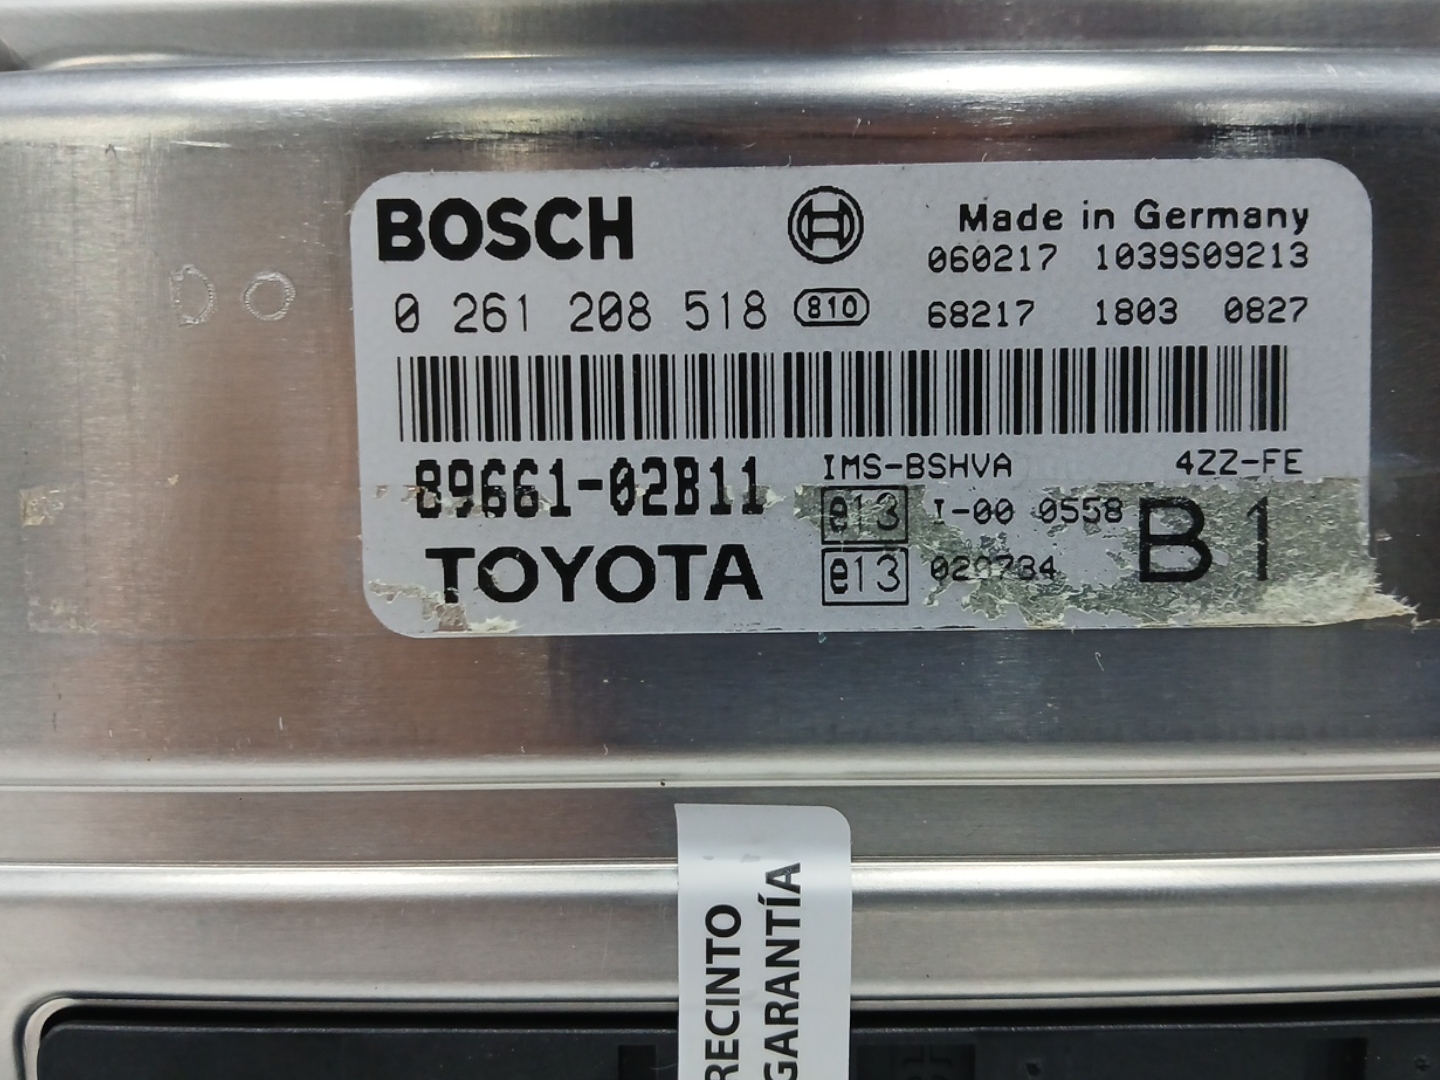 BOSCH
Made in Germany
060217 1039S09213
0 261 208 518 810
68217 1803 0827
89661-02B11
IMS-BSHVA 4ZZ-FE
e13 I-00 0558
B1
TOYOTA
e13
RECINTO
GARANTÍA